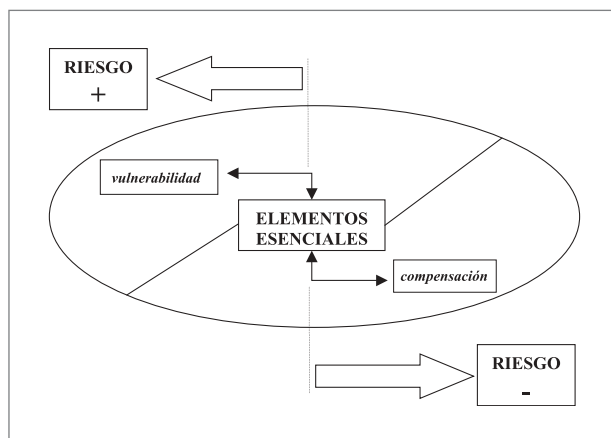 RIESGO
+
vulnerabilidad
ELEMENTOS
ESENCIALES
compensación
RIESGO
-